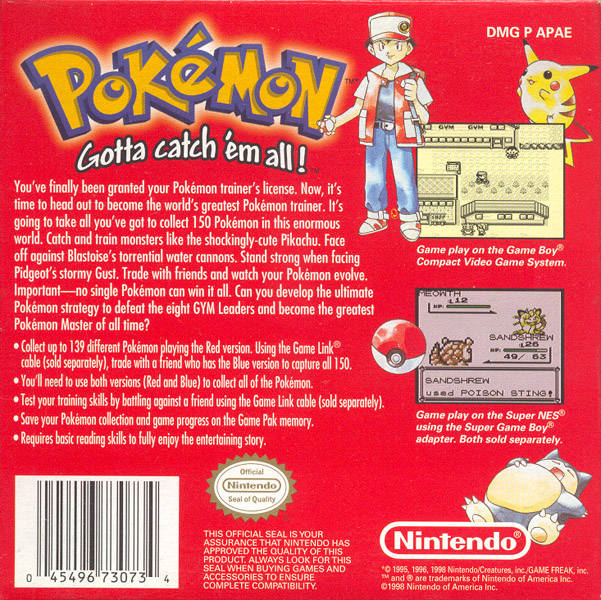 DMG P APAE
POKéMON™
Gotta catch 'em all!™
You've finally been granted your Pokémon trainer's license. Now, it's
time to head out to become the world's greatest Pokémon trainer. It's
going to take all you've got to collect 150 Pokémon in this enormous
world. Catch and train monsters like the shockingly-cute Pikachu. Face
off against Blastoise's torrential water cannons. Stand strong when facing
Pidgeot's stormy Gust. Trade with friends and watch your Pokémon evolve.
Important—no single Pokémon can win it all. Can you develop the ultimate
Pokémon strategy to defeat the eight GYM Leaders and become the greatest
Pokémon Master of all time?
• Collect up to 139 different Pokémon playing the Red version. Using the Game Link®
cable (sold separately), trade with a friend who has the Blue version to capture all 150.
• You'll need to use both versions (Red and Blue) to collect all of the Pokémon.
• Test your training skills by battling against a friend using the Game Link cable (sold separately).
• Save your Pokémon collection and game progress on the Game Pak memory.
• Requires basic reading skills to fully enjoy the entertaining story.
GYM GYM
Game play on the Game Boy®
Compact Video Game System.
MEOWTH
:L12
HP:
SANDSHREW
:L26
HP:
49/ 63
SANDSHREW
used POISON STING!
Game play on the Super NES®
using the Super Game Boy®
adapter. Both sold separately.
Official
Nintendo
Seal of Quality
THIS OFFICIAL SEAL IS YOUR
ASSURANCE THAT NINTENDO HAS
APPROVED THE QUALITY OF THIS
PRODUCT. ALWAYS LOOK FOR THIS
SEAL WHEN BUYING GAMES AND
ACCESSORIES TO ENSURE
COMPLETE COMPATIBILITY.
0 45496 73073 4
Nintendo®
© 1995, 1996, 1998 Nintendo/Creatures, inc./GAME FREAK, inc.
™ and ® are trademarks of Nintendo of America Inc.
©1998 Nintendo of America Inc.